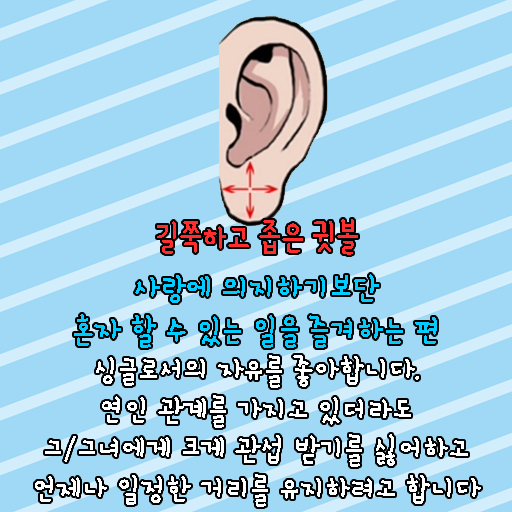 길쭉하고 좁은 귓볼
사랑에 의지하기보단
혼자 할 수 있는 일을 즐겨하는 편
싱글로서의 자유를 좋아합니다.
연인 관계를 가지고 있더라도
그/그녀에게 크게 관섭 받기를 싫어하고
언제나 일정한 거리를 유지하려고 합니다